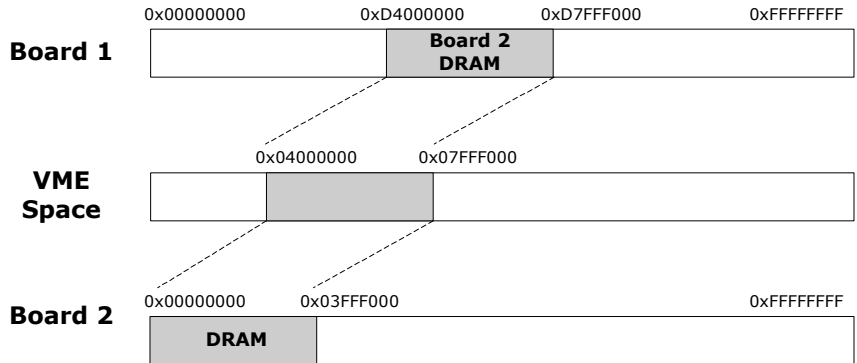 0x00000000 0xD4000000 0xD7FFF000 0xFFFFFFFF
Board 1
Board 2
DRAM
0x04000000 0x07FFF000
VME
Space
0x00000000 0x03FFF000 0xFFFFFFFF
Board 2
DRAM